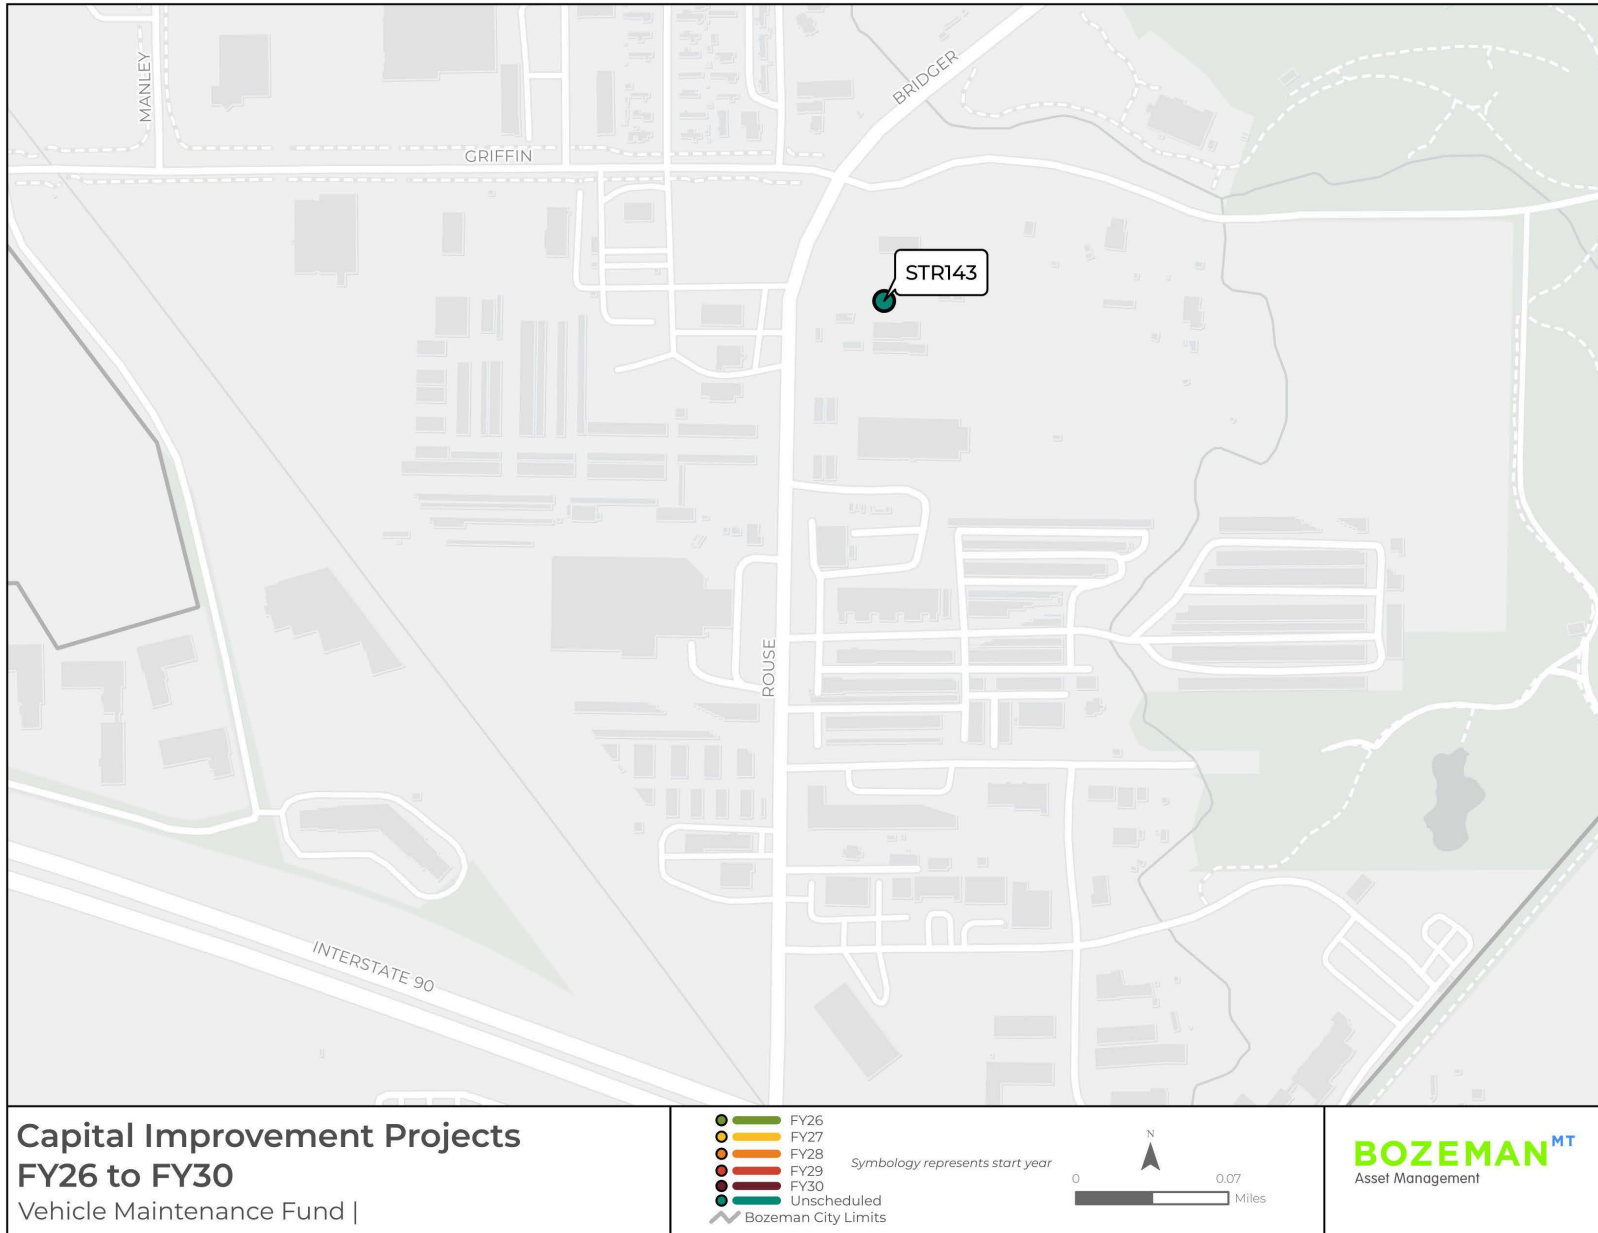 MANLEY
BRIDGER
GRIFFIN
STR143
ROUSE
INTERSTATE 90
Capital Improvement Projects
FY26 to FY30
Vehicle Maintenance Fund |
FY26
FY27
FY28
FY29
FY30
Unscheduled
Bozeman City Limits
Symbology represents start year
N
0 0.07
Miles
BOZEMAN MT
Asset Management